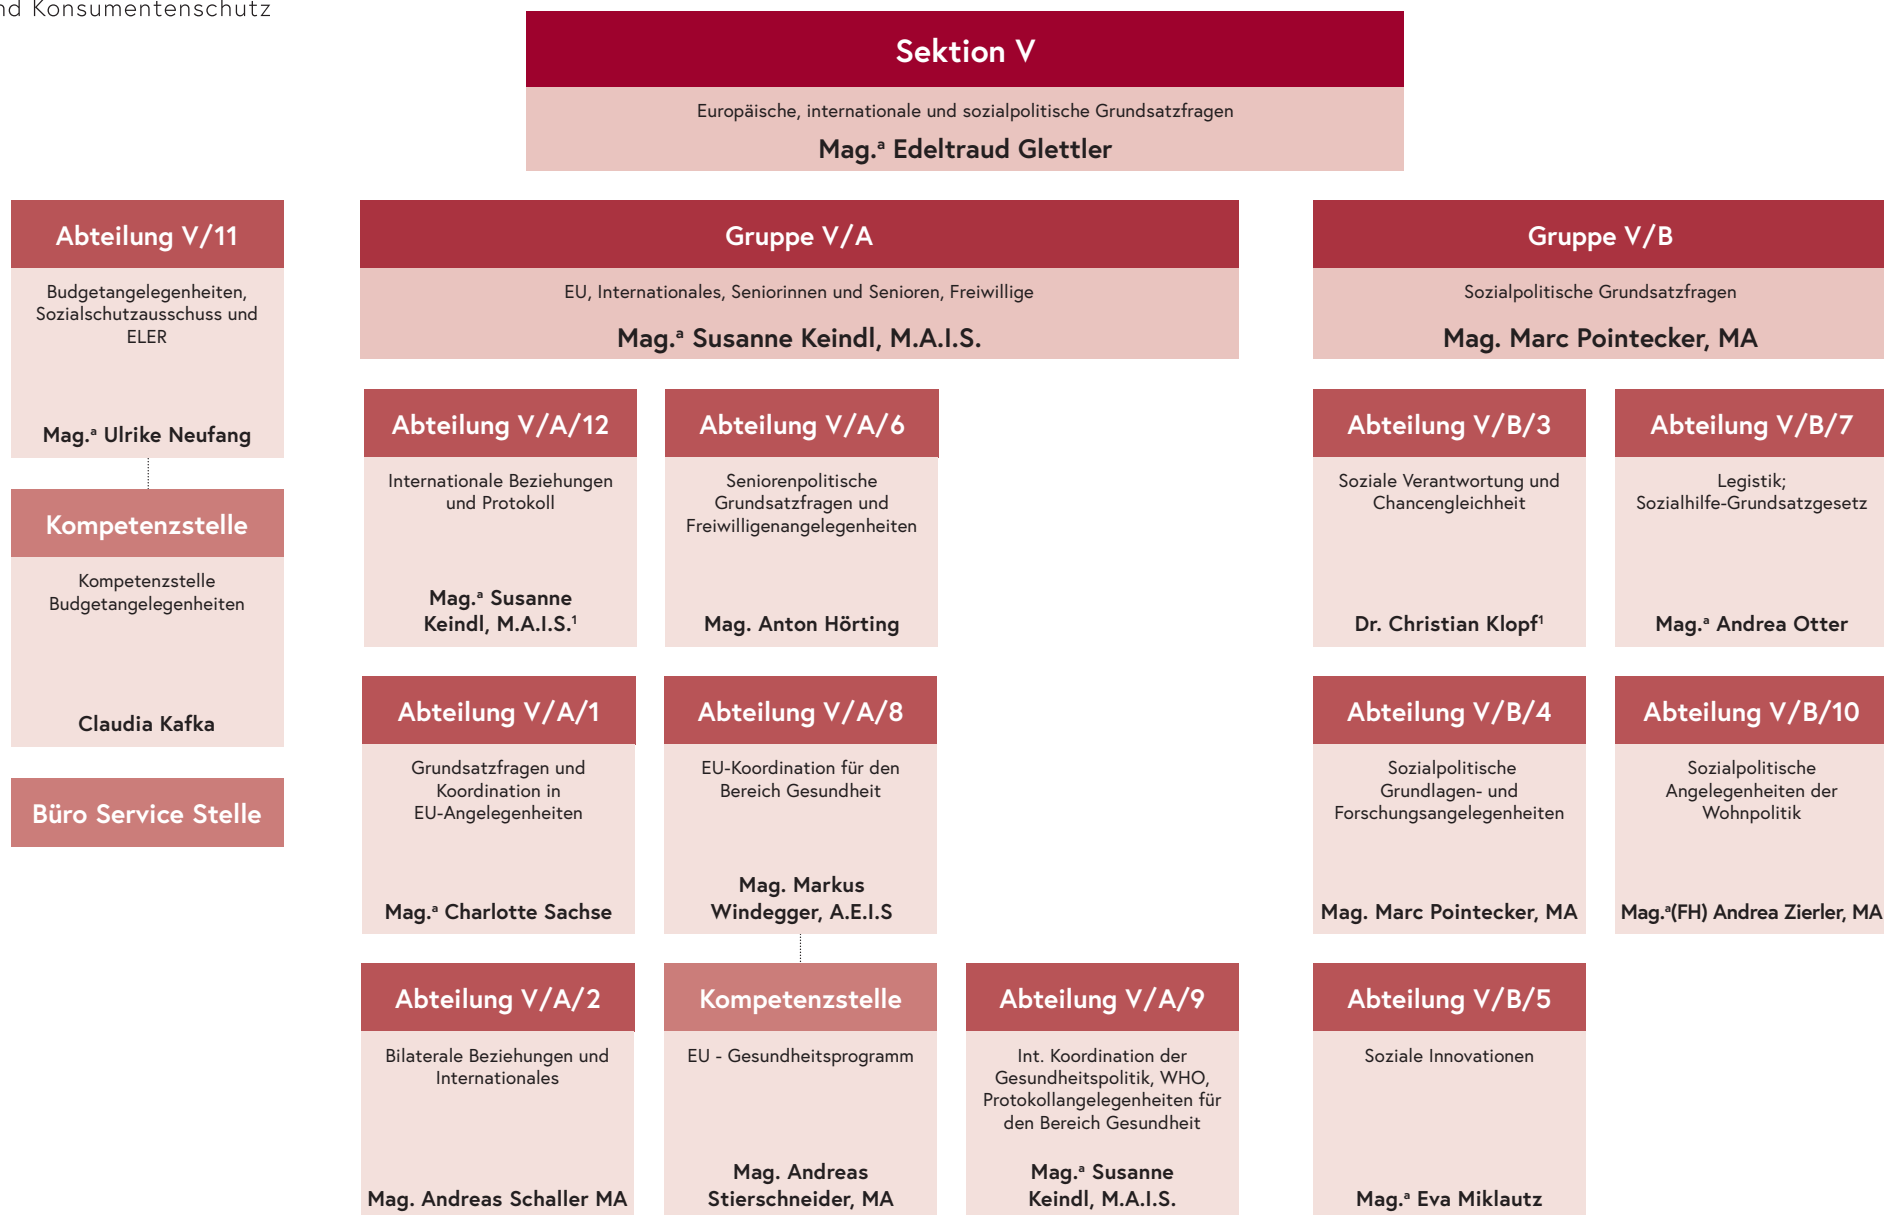 nd Konsumentenschutz
Sektion V
Europäische, internationale und sozialpolitische Grundsatzfragen
Mag.ª Edeltraud Glettler
Abteilung V/11
Budgetangelegenheiten,
Sozialschutzausschuss und
ELER
Mag.ª Ulrike Neufang
Kompetenzstelle
Kompetenzstelle
Budgetangelegenheiten
Claudia Kafka
Büro Service Stelle
Gruppe V/A
EU, Internationales, Seniorinnen und Senioren, Freiwillige
Mag.ª Susanne Keindl, M.A.I.S.
Abteilung V/A/12
Internationale Beziehungen
und Protokoll
Mag.ª Susanne
Keindl, M.A.I.S.¹
Abteilung V/A/6
Seniorenpolitische
Grundsatzfragen und
Freiwilligenangelegenheiten
Mag. Anton Hörting
Abteilung V/A/1
Grundsatzfragen und
Koordination in
EU-Angelegenheiten
Mag.ª Charlotte Sachse
Abteilung V/A/8
EU-Koordination für den
Bereich Gesundheit
Mag. Markus
Windegger, A.E.I.S
Abteilung V/A/2
Bilaterale Beziehungen und
Internationales
Mag. Andreas Schaller MA
Kompetenzstelle
EU - Gesundheitsprogramm
Mag. Andreas
Stierschneider, MA
Abteilung V/A/9
Int. Koordination der
Gesundheitspolitik, WHO,
Protokollangelegenheiten für
den Bereich Gesundheit
Mag.ª Susanne
Keindl, M.A.I.S.
Gruppe V/B
Sozialpolitische Grundsatzfragen
Mag. Marc Pointecker, MA
Abteilung V/B/3
Soziale Verantwortung und
Chancengleichheit
Dr. Christian Klopf¹
Abteilung V/B/7
Legistik;
Sozialhilfe-Grundsatzgesetz
Mag.ª Andrea Otter
Abteilung V/B/4
Sozialpolitische
Grundlagen- und
Forschungsangelegenheiten
Mag. Marc Pointecker, MA
Abteilung V/B/10
Sozialpolitische
Angelegenheiten der
Wohnpolitik
Mag.ª(FH) Andrea Zierler, MA
Abteilung V/B/5
Soziale Innovationen
Mag.ª Eva Miklautz